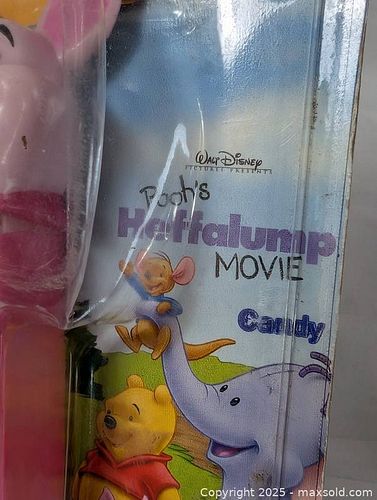 Walt Disney
PICTURES PRESENTS
Pooh's
Heffalump
MOVIE
Candy
Copyright © 2025 - maxsold.com